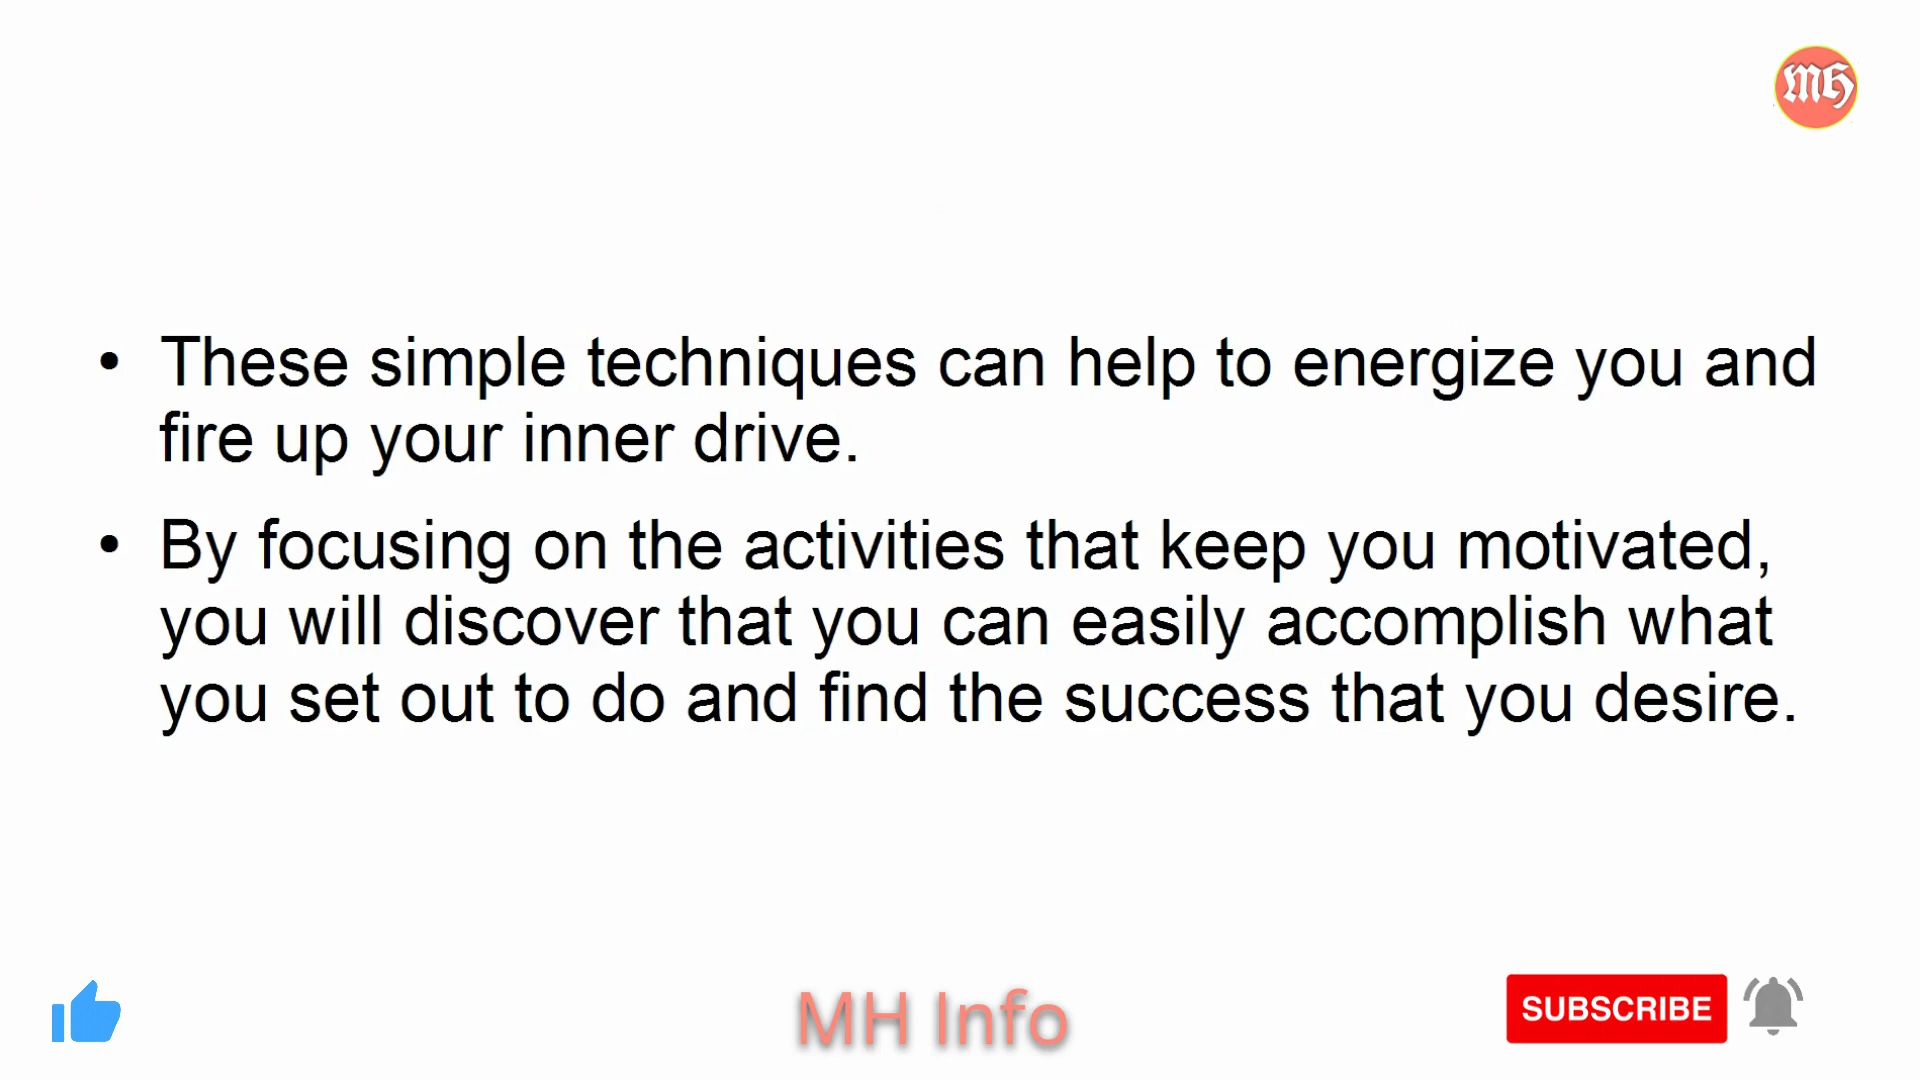 MH
• These simple techniques can help to energize you and
fire up your inner drive.
• By focusing on the activities that keep you motivated,
you will discover that you can easily accomplish what
you set out to do and find the success that you desire.
MH Info
SUBSCRIBE